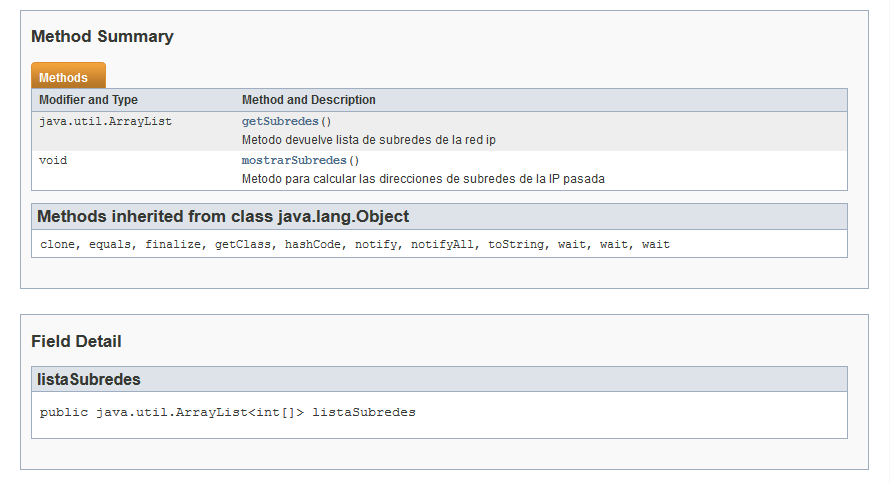 Method Summary
Methods
Modifier and Type Method and Description
java.util.ArrayList getSubredes()
Metodo devuelve lista de subredes de la red ip
void mostrarSubredes()
Metodo para calcular las direcciones de subredes de la IP pasada
Methods inherited from class java.lang.Object
clone, equals, finalize, getClass, hashCode, notify, notifyAll, toString, wait, wait, wait
Field Detail
listaSubredes
public java.util.ArrayList<int[]> listaSubredes